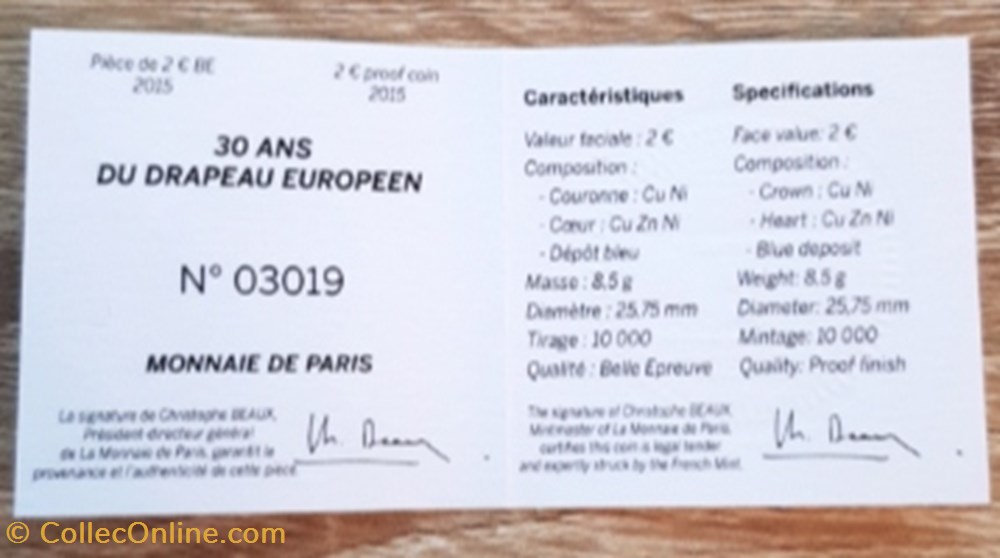 Pièce de 2 € BE
2015
2 € proof coin
2015
30 ANS
DU DRAPEAU EUROPEEN
N° 03019
MONNAIE DE PARIS
La signature de Christophe BEAUX,
Président-directeur général
de La Monnaie de Paris, garantit la
provenance et l'authenticité de cette pièce
Ch. Beaux
Caractéristiques
Valeur faciale : 2 €
Composition :
- Couronne : Cu Ni
- Cœur : Cu Zn Ni
- Dépôt bleu
Masse : 8,5 g
Diamètre : 25,75 mm
Tirage : 10 000
Qualité : Belle Epreuve
Specifications
Face value: 2 €
Composition :
- Crown : Cu Ni
- Heart : Cu Zn Ni
- Blue deposit
Weight: 8,5 g
Diameter: 25,75 mm
Mintage: 10 000
Quality: Proof finish
The signature of Christophe BEAUX,
Mintmaster of La Monnaie de Paris,
certifies this coin is legal tender
and expertly struck by the French Mint.
Ch. Beaux
© CollecOnline.com